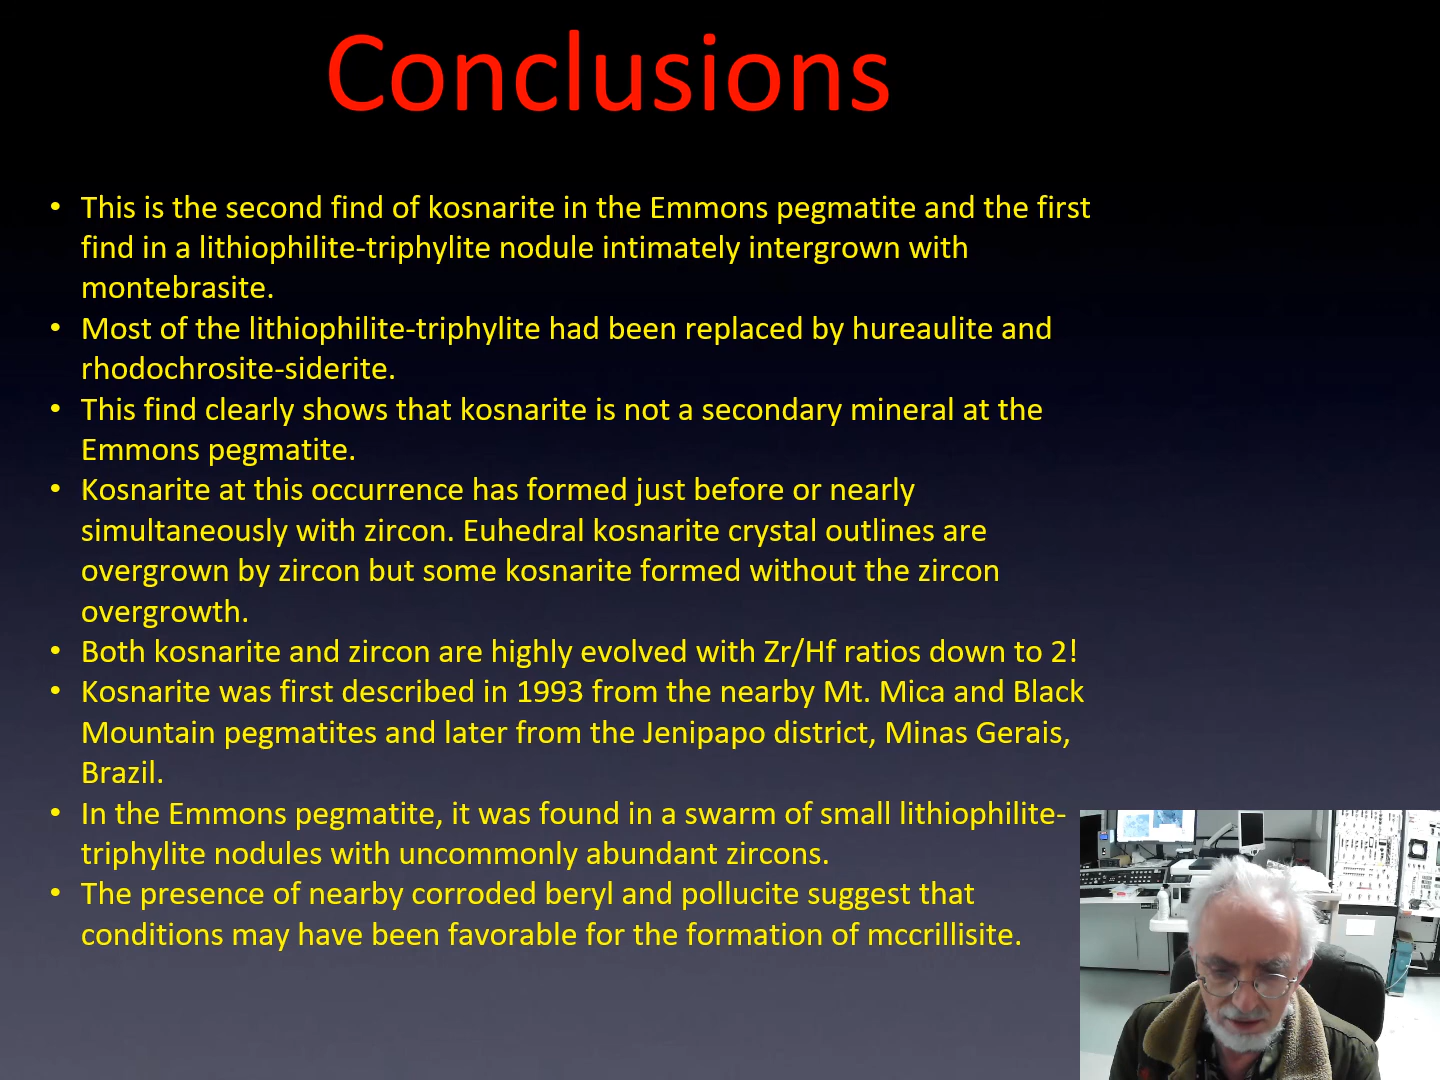 Conclusions
• This is the second find of kosnarite in the Emmons pegmatite and the first
find in a lithiophilite-triphylite nodule intimately intergrown with
montebrasite.
• Most of the lithiophilite-triphylite had been replaced by hureaulite and
rhodochrosite-siderite.
• This find clearly shows that kosnarite is not a secondary mineral at the
Emmons pegmatite.
• Kosnarite at this occurrence has formed just before or nearly
simultaneously with zircon. Euhedral kosnarite crystal outlines are
overgrown by zircon but some kosnarite formed without the zircon
overgrowth.
• Both kosnarite and zircon are highly evolved with Zr/Hf ratios down to 2!
• Kosnarite was first described in 1993 from the nearby Mt. Mica and Black
Mountain pegmatites and later from the Jenipapo district, Minas Gerais,
Brazil.
• In the Emmons pegmatite, it was found in a swarm of small lithiophilite-
triphylite nodules with uncommonly abundant zircons.
• The presence of nearby corroded beryl and pollucite suggest that
conditions may have been favorable for the formation of mccrillisite.